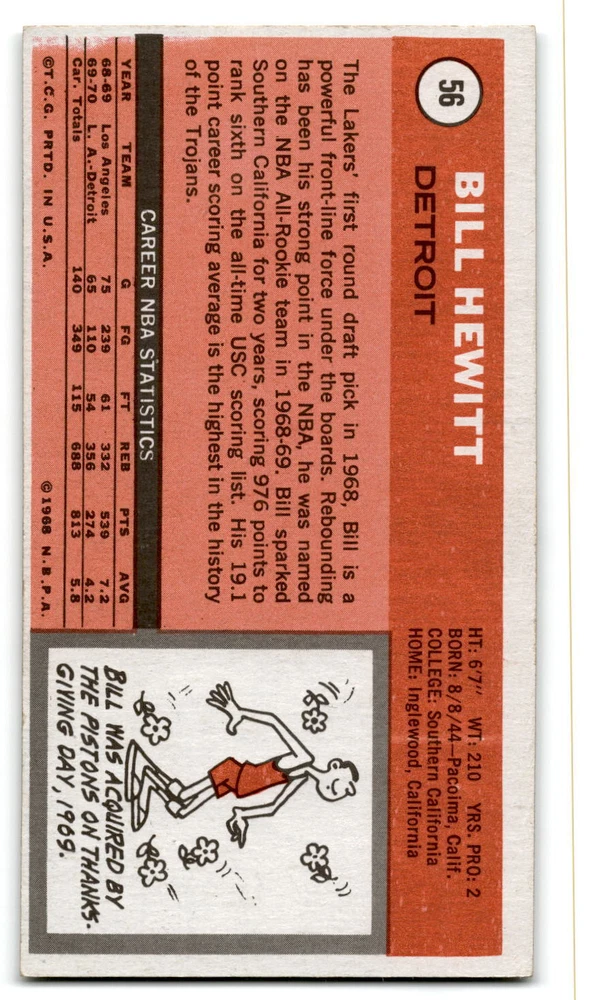 56
BILL HEWITT
DETROIT
HT: 6'7" WT: 210 YRS. PRO: 2
BORN: 8/8/44—Pacoima, Calif.
COLLEGE: Southern California
HOME: Inglewood, California
The Lakers' first round draft pick in 1968, Bill is a
powerful front-line force under the boards. Rebounding
has been his strong point in the NBA, he was named
on the NBA All-Rookie team in 1968-69. Bill sparked
Southern California for two years, scoring 976 points to
rank sixth on the all-time USC scoring list. His 19.1
point career scoring average is the highest in the history
of the Trojans.
CAREER NBA STATISTICS
YEAR TEAM G FG FT REB PTS AVG
68-69 Los Angeles 75 239 61 332 539 7.2
69-70 L. A.-Detroit 65 110 54 356 274 4.2
Car. Totals 140 349 115 688 813 5.8
©T.C.G. PRTD. IN U.S.A. ©1968 N.B.P.A.
BILL WAS ACQUIRED BY
THE PISTONS ON THANKS-
GIVING DAY, 1969.